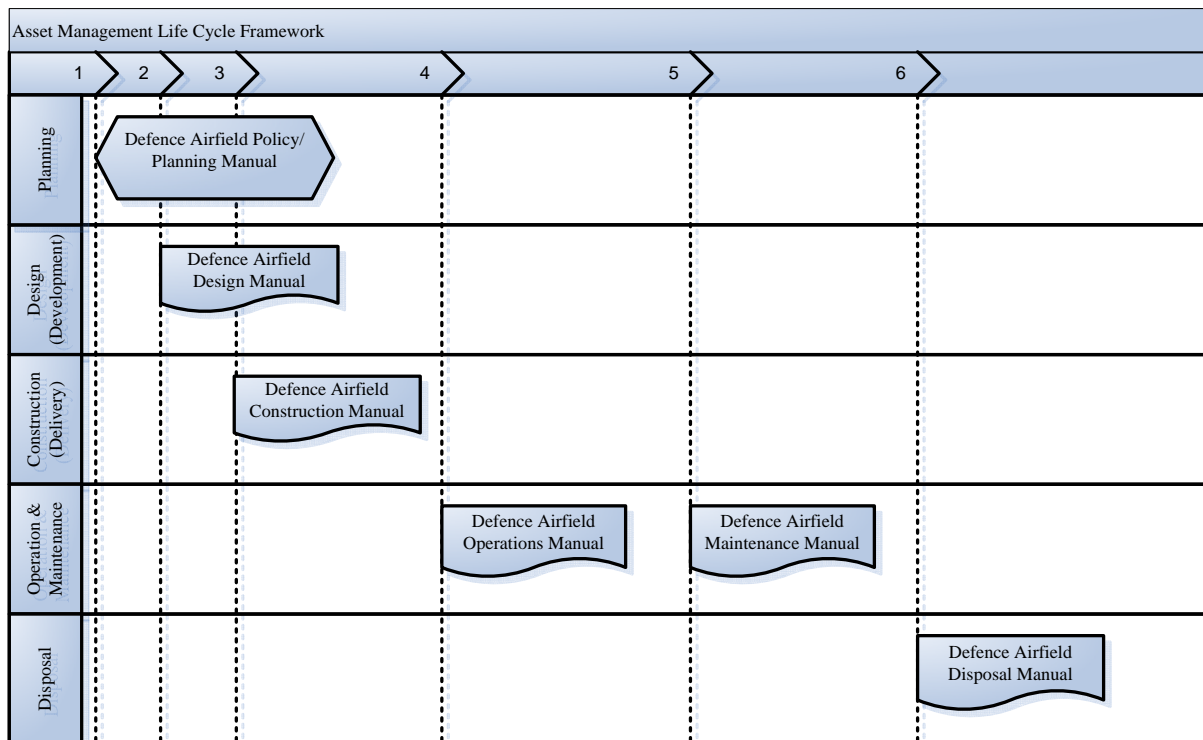 Asset Management Life Cycle Framework
1 2 3 4 5 6
Planning
Defence Airfield Policy/
Planning Manual
Design
(Development)
Defence Airfield
Design Manual
Construction
(Delivery)
Defence Airfield
Construction Manual
Operation &
Maintenance
Defence Airfield
Operations Manual
Defence Airfield
Maintenance Manual
Disposal
Defence Airfield
Disposal Manual